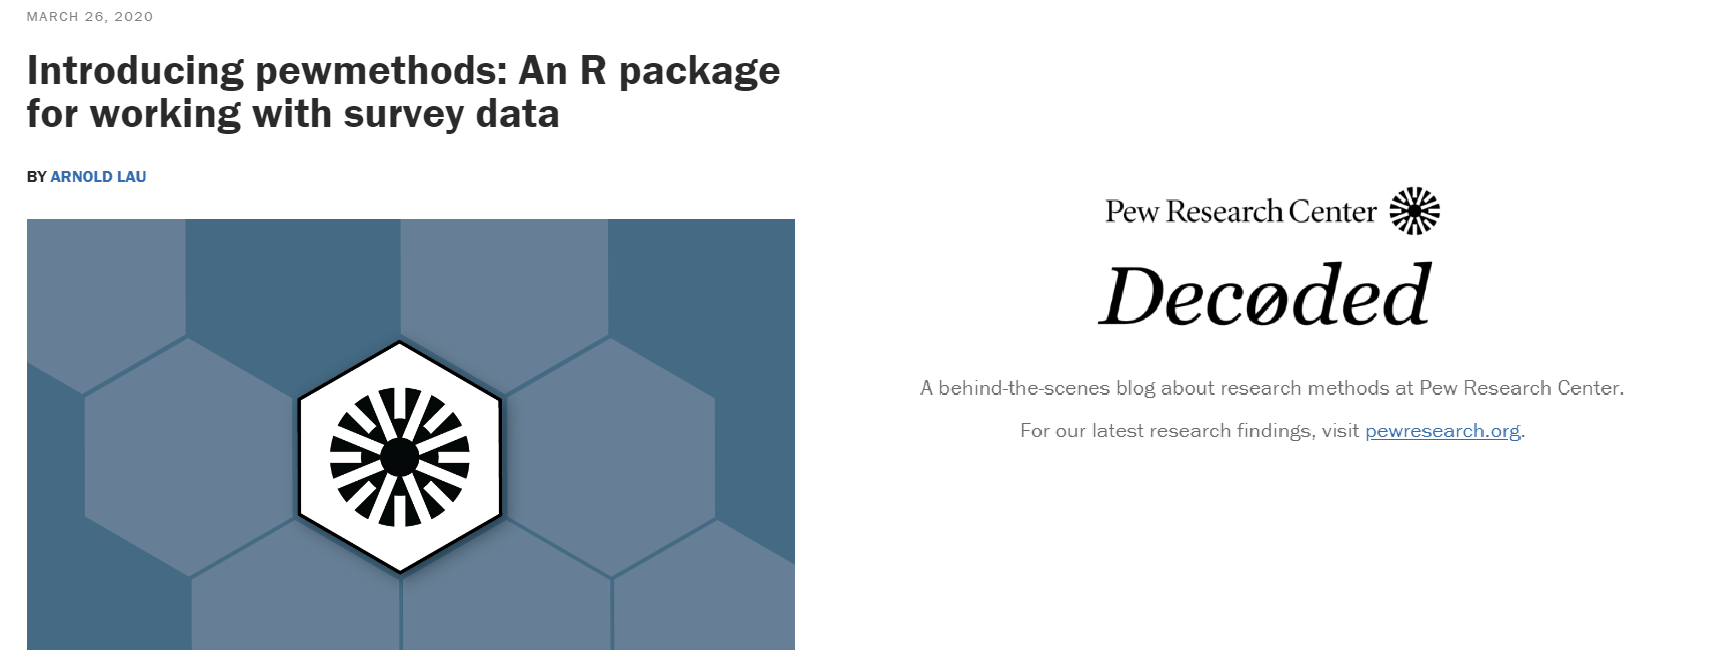 MARCH 26, 2020
Introducing pewmethods: An R package
for working with survey data
BY ARNOLD LAU
Pew Research Center
Decøded
A behind-the-scenes blog about research methods at Pew Research Center.
For our latest research findings, visit pewresearch.org.